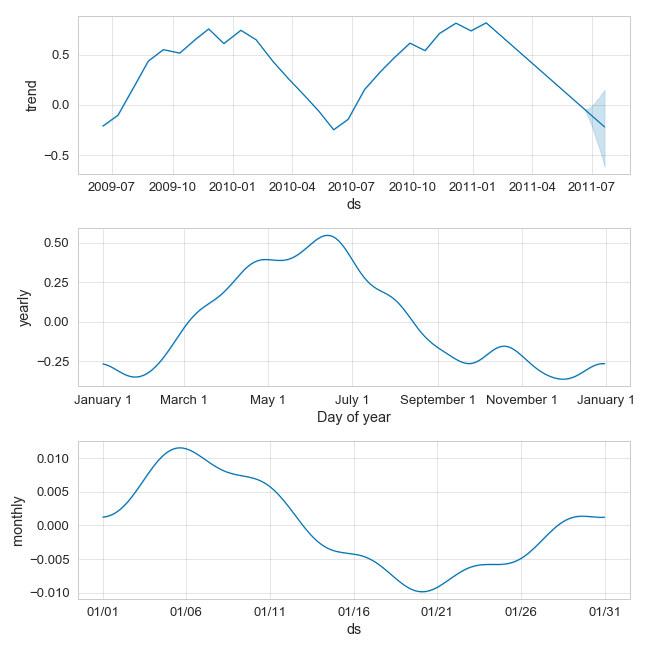 0.5
0.0
−0.5
trend
2009-07 2009-10 2010-01 2010-04 2010-07 2010-10 2011-01 2011-04 2011-07
ds
0.50
0.25
0.00
−0.25
yearly
January 1 March 1 May 1 July 1 September 1 November 1 January 1
Day of year
0.010
0.005
0.000
−0.005
−0.010
monthly
01/01 01/06 01/11 01/16 01/21 01/26 01/31
ds